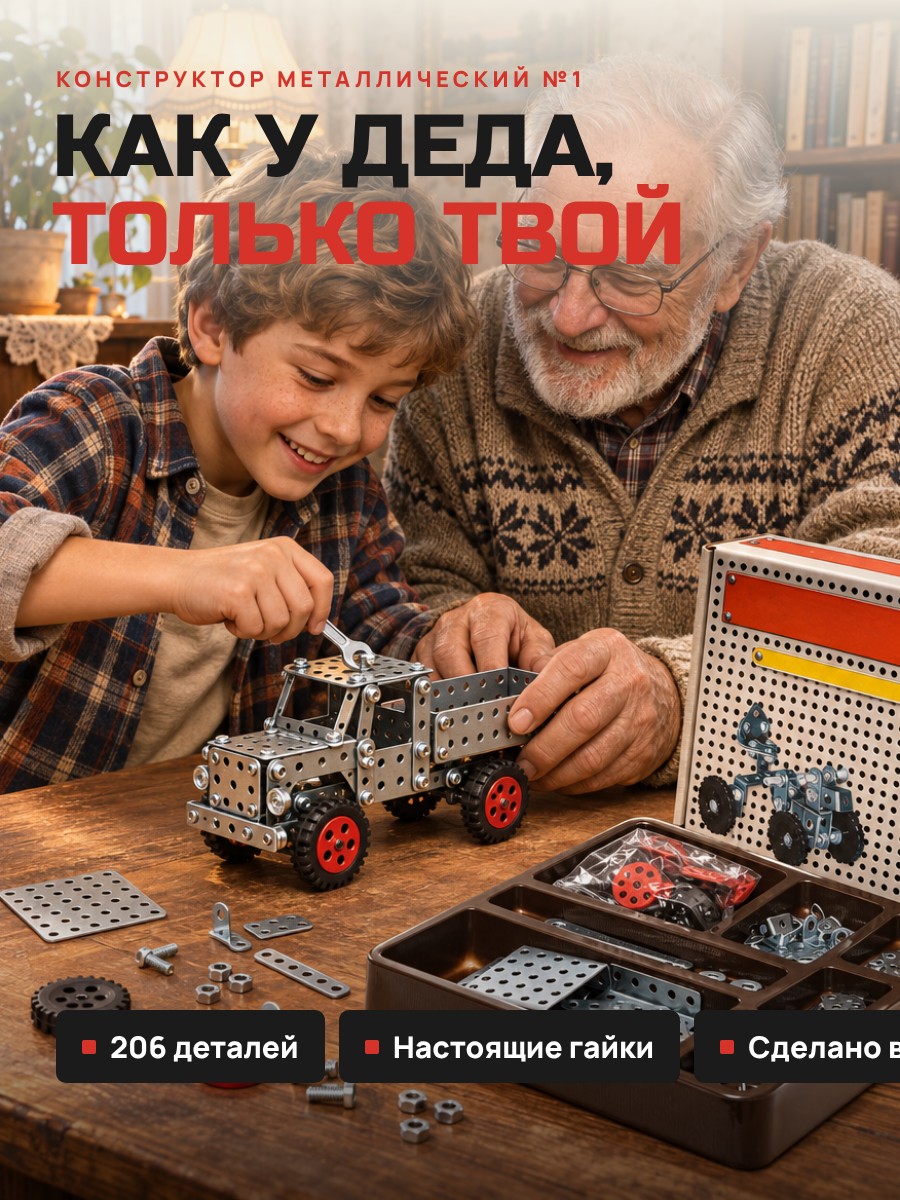 КОНСТРУКТОР МЕТАЛЛИЧЕСКИЙ №1
КАК У ДЕДА,
ТОЛЬКО ТВОЙ
206 деталей
Настоящие гайки
Сделано в